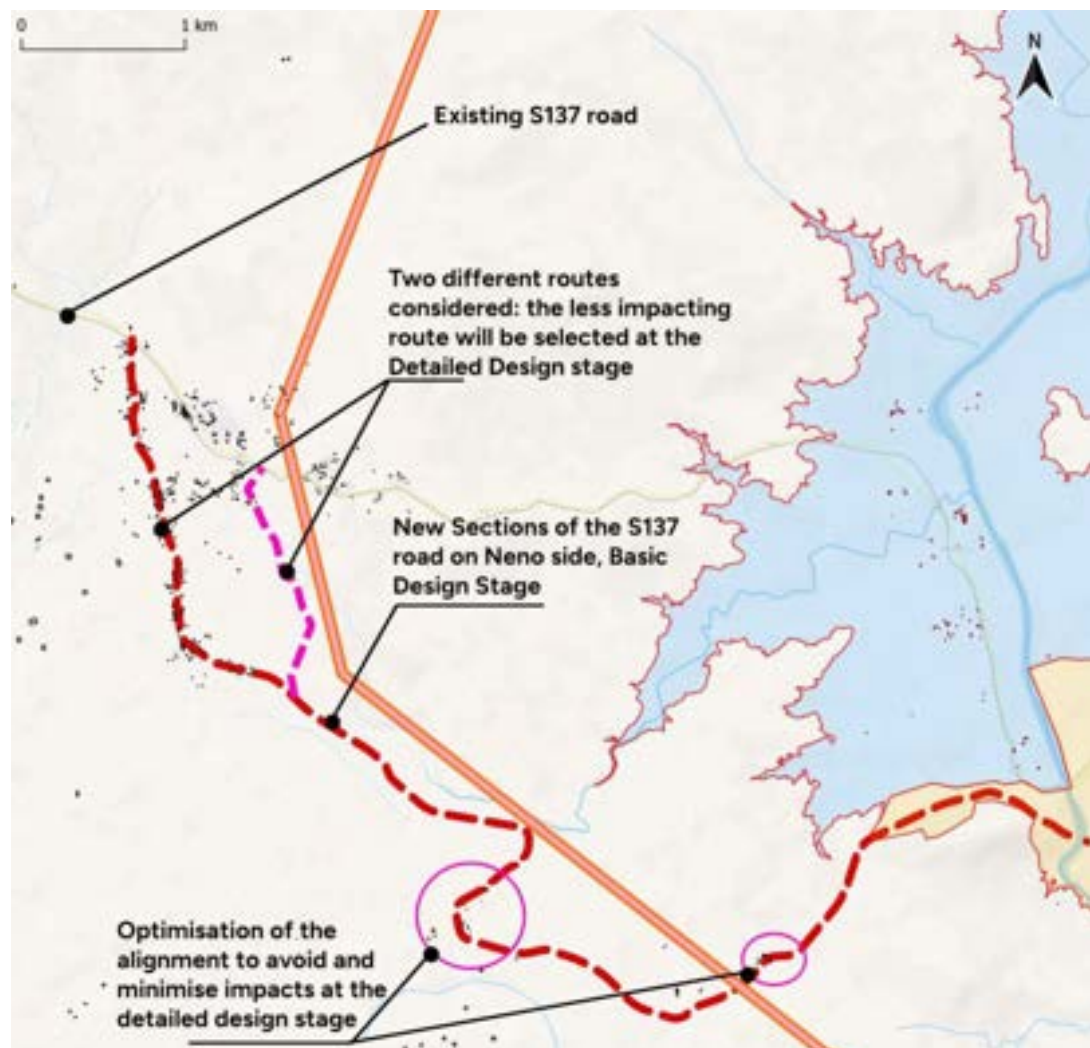 0 1 km
N
Existing S137 road
Two different routes
considered: the less impacting
route will be selected at the
Detailed Design stage
New Sections of the S137
road on Neno side, Basic
Design Stage
Optimisation of the
alignment to avoid and
minimise impacts at the
detailed design stage